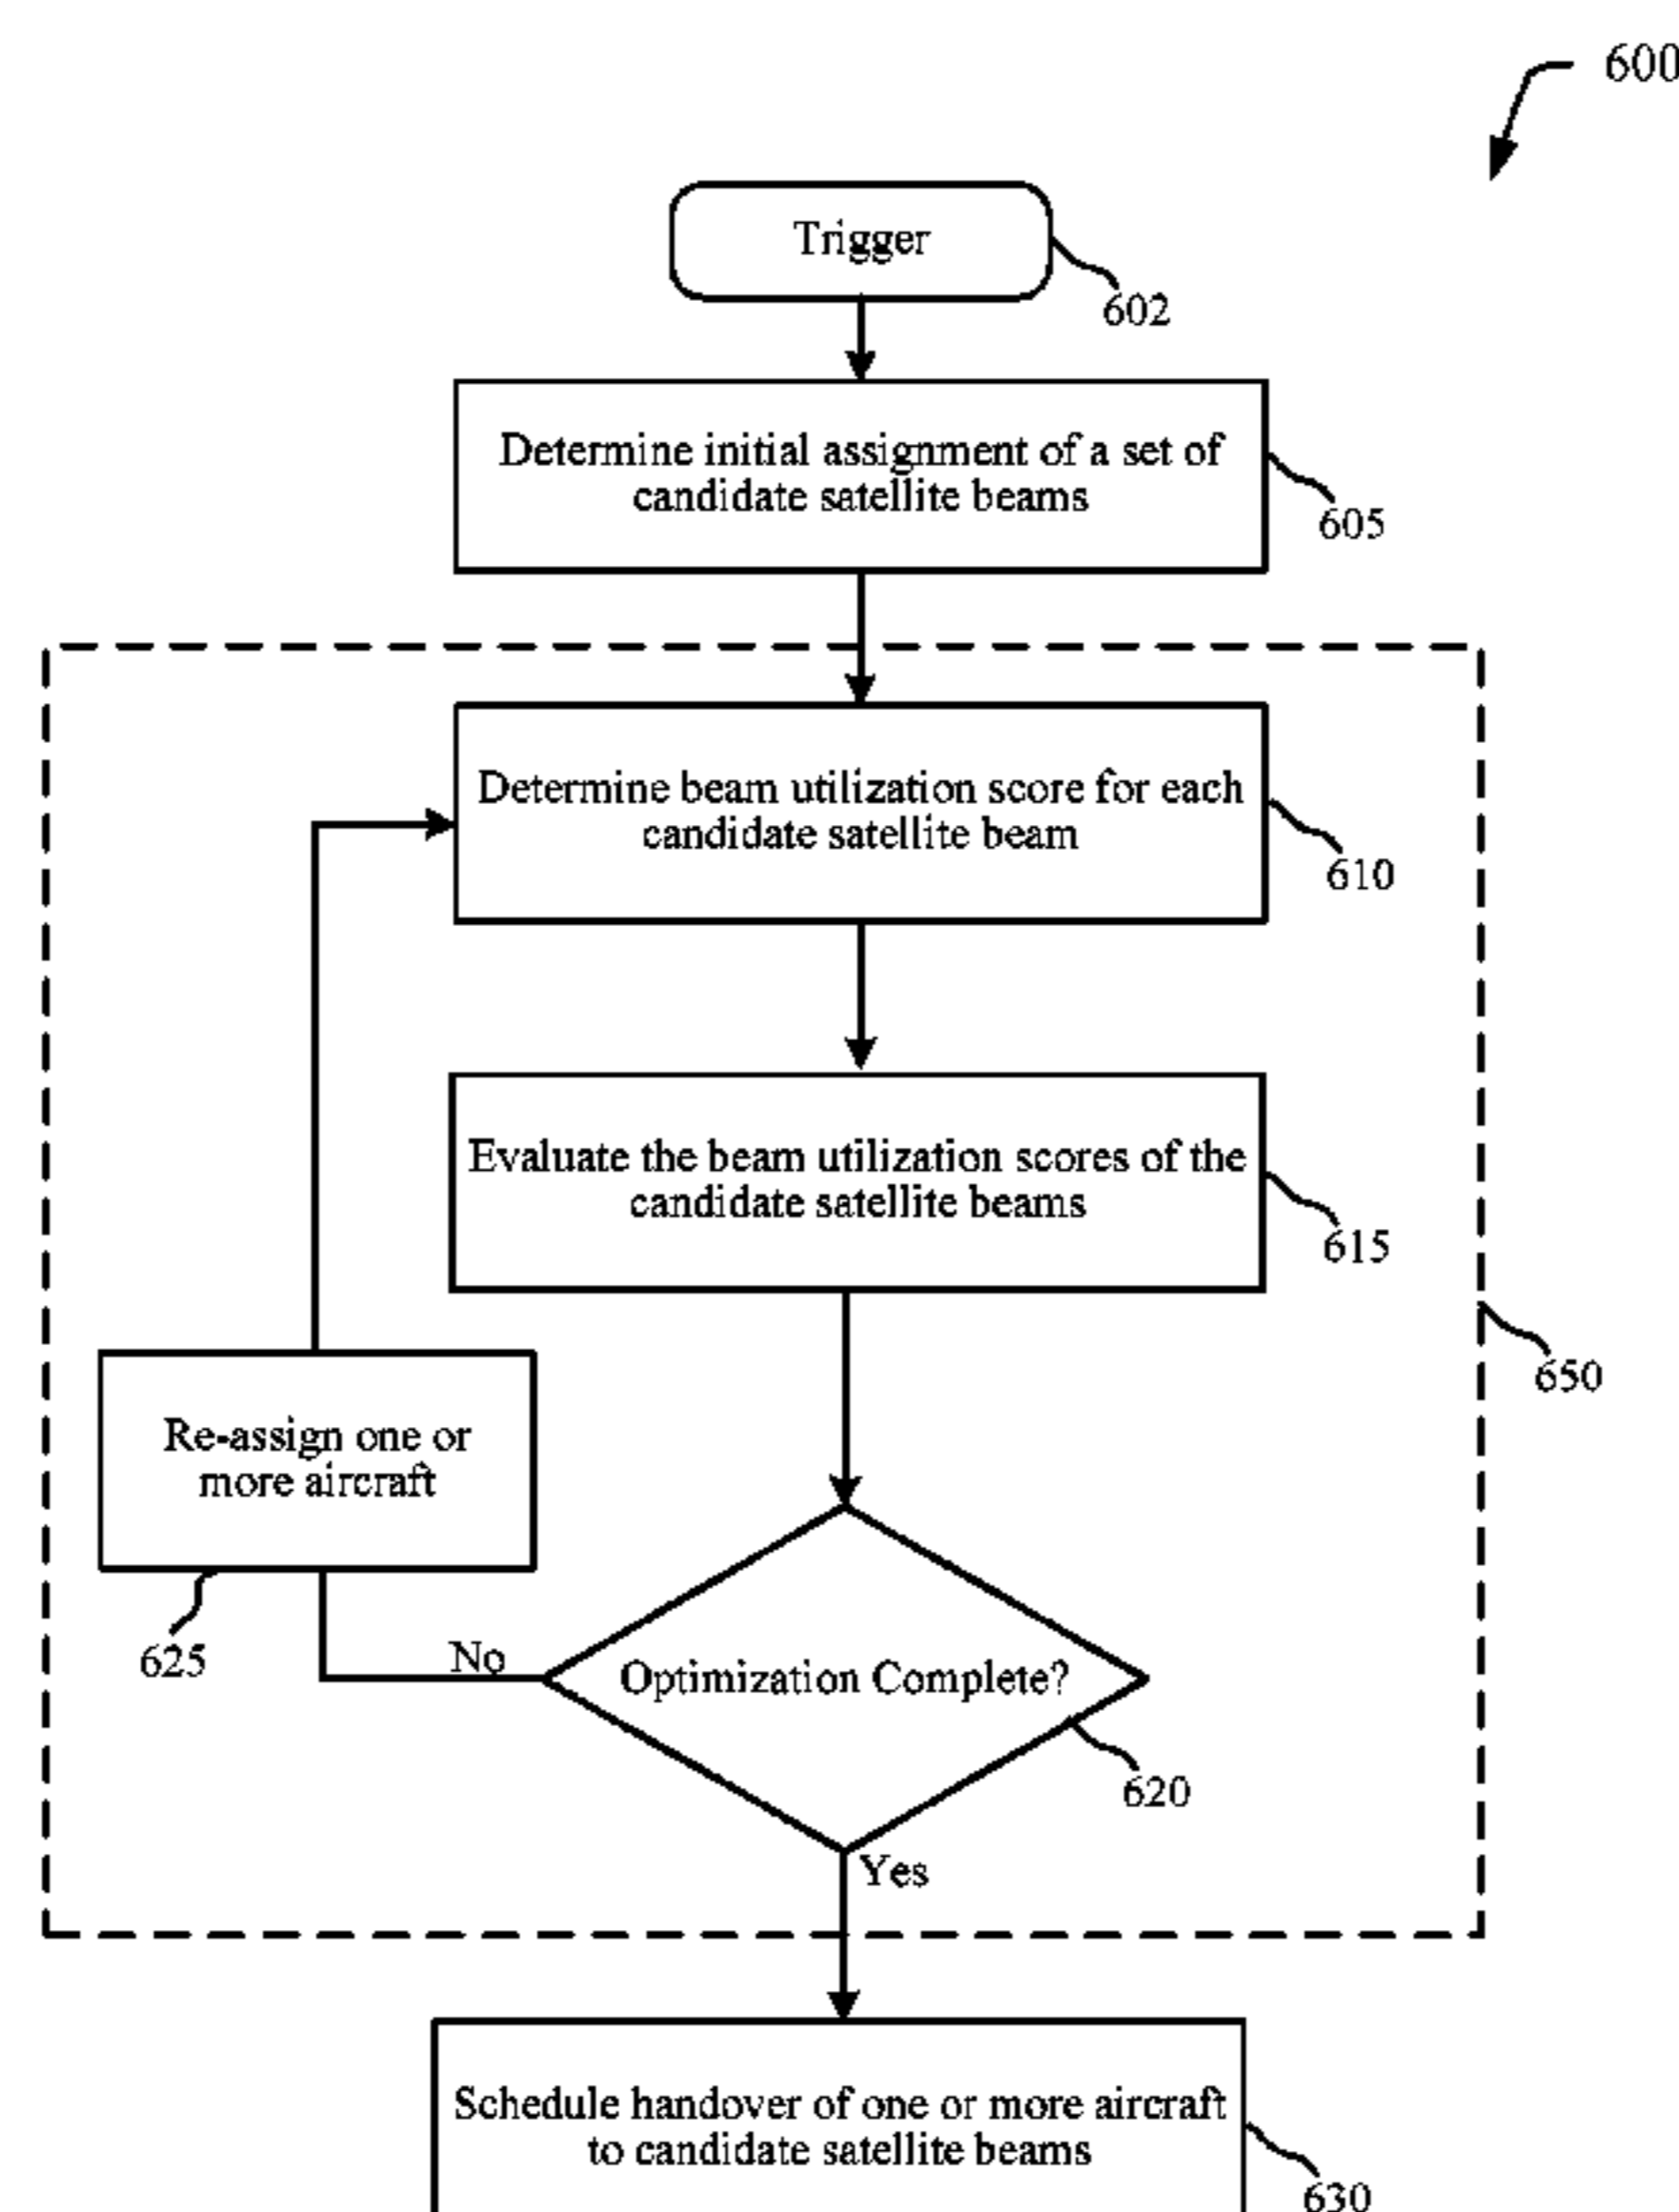 600
Trigger
602
Determine initial assignment of a set of
candidate satellite beams
605
Determine beam utilization score for each
candidate satellite beam
610
Evaluate the beam utilization scores of the
candidate satellite beams
615
650
Re-assign one or
more aircraft
625
No
Optimization Complete?
620
Yes
Schedule handover of one or more aircraft
to candidate satellite beams
630